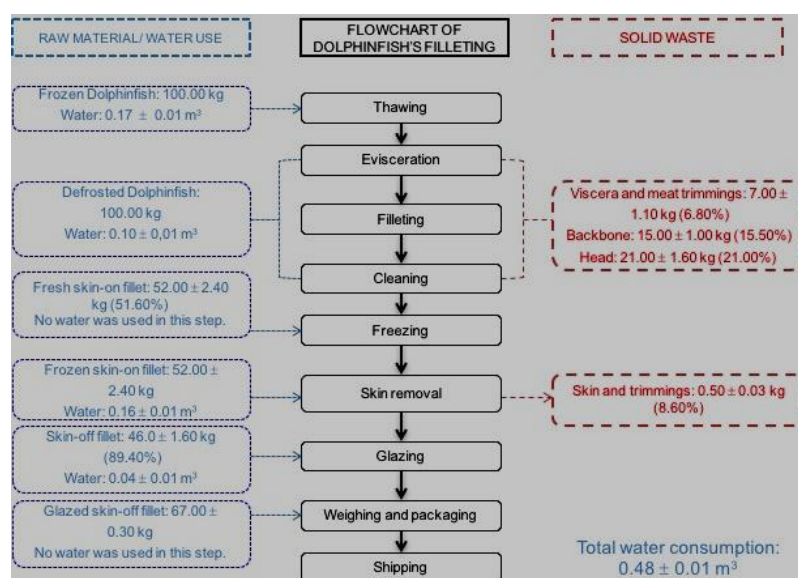 RAW MATERIAL/ WATER USE
FLOWCHART OF
DOLPHINFISH'S FILLETING
SOLID WASTE
Frozen Dolphinfish: 100.00 kg
Water: 0.17 ± 0.01 m³
Thawing
Evisceration
Defrosted Dolphinfish:
100.00 kg
Water: 0.10 ± 0,01 m³
Filleting
Viscera and meat trimmings: 7.00 ±
1.10 kg (6.80%)
Backbone: 15.00 ± 1.00 kg (15.50%)
Head: 21.00 ± 1.60 kg (21.00%)
Cleaning
Fresh skin-on fillet: 52.00 ± 2.40
kg (51.60%)
No water was used in this step.
Freezing
Frozen skin-on fillet: 52.00 ±
2.40 kg
Water: 0.16 ± 0.01 m³
Skin removal
Skin and trimmings: 0.50 ± 0.03 kg
(8.60%)
Skin-off fillet: 46.0 ± 1.60 kg
(89.40%)
Water: 0.04 ± 0.01 m³
Glazing
Glazed skin-off fillet: 67.00 ±
0.30 kg
No water was used in this step.
Weighing and packaging
Shipping
Total water consumption:
0.48 ± 0.01 m³